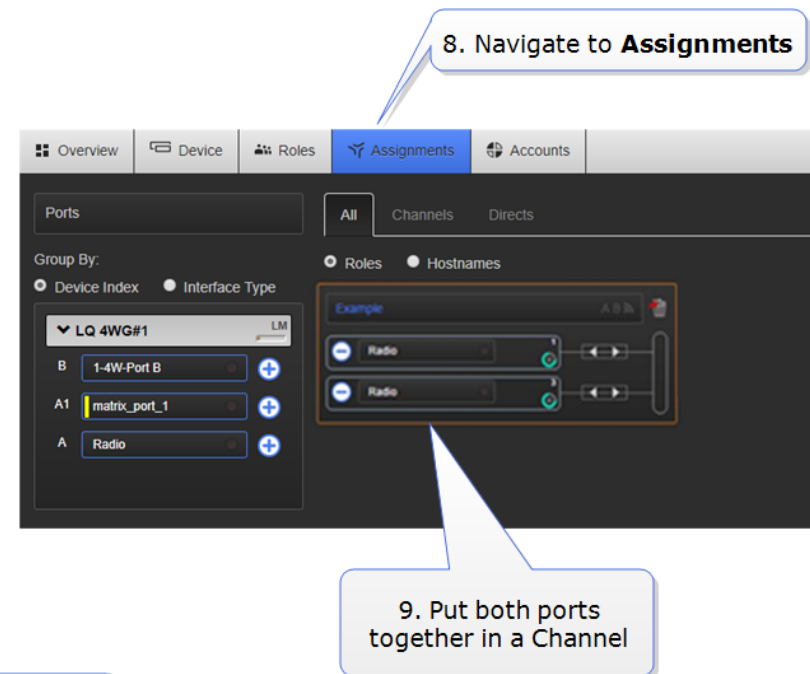 8. Navigate to Assignments
Overview Device Roles Assignments Accounts
Ports
All Channels Directs
Group By:
Roles Hostnames
Device Index Interface Type
Example A B
LQ 4WG#1 LM
Radio 1
B 1-4W-Port B
Radio 3
A1 matrix_port_1
A Radio
9. Put both ports
together in a Channel